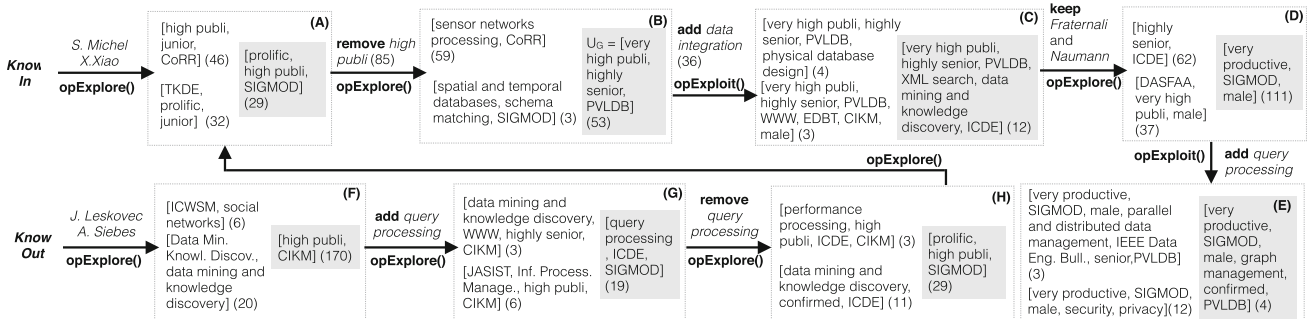 Know
In
S. Michel
X.Xiao
opExplore()
(A)
[high publi,
junior,
CoRR] (46)
[TKDE,
prolific,
junior] (32)
[prolific,
high publi,
SIGMOD]
(29)
remove high
publi (85)
opExplore()
(B)
[sensor networks
processing, CoRR]
(59)
[spatial and temporal
databases, schema
matching, SIGMOD] (3)
UG = [very
high publi,
highly
senior,
PVLDB]
(53)
add data
integration
(36)
opExploit()
(C)
[very high publi, highly
senior, PVLDB,
physical database
design] (4)
[very high publi,
highly senior, PVLDB,
WWW, EDBT, CIKM,
male] (3)
[very high publi,
highly senior, PVLDB,
XML search, data
mining and
knowledge
discovery, ICDE] (12)
keep
Fraternali
and
Naumann
opExplore()
(D)
[highly
senior,
ICDE] (62)
[DASFAA,
very high
publi, male]
(37)
[very
productive,
SIGMOD,
male] (111)
opExploit()
add query
processing
opExplore()
Know
Out
J. Leskovec
A. Siebes
opExplore()
(F)
[ICWSM, social
networks] (6)
[Data Min.
Knowl. Discov.,
data mining and
knowledge
discovery] (20)
[high publi,
CIKM] (170)
add query
processing
opExplore()
(G)
[data mining and
knowledge discovery,
WWW, highly senior,
CIKM] (3)
[JASIST, Inf. Process.
Manage., high publi,
CIKM] (6)
[query
processing
, ICDE,
SIGMOD]
(19)
remove
query
processing
opExplore()
(H)
[performance
processing, high
publi, ICDE, CIKM] (3)
[data mining and
knowledge discovery,
confirmed, ICDE] (11)
[prolific,
high publi,
SIGMOD]
(29)
(E)
[very productive,
SIGMOD, male, parallel
and distributed data
management, IEEE Data
Eng. Bull., senior,PVLDB]
(3)
[very productive, SIGMOD,
male, security, privacy](12)
[very
productive,
SIGMOD,
male, graph
management,
confirmed,
PVLDB] (4)